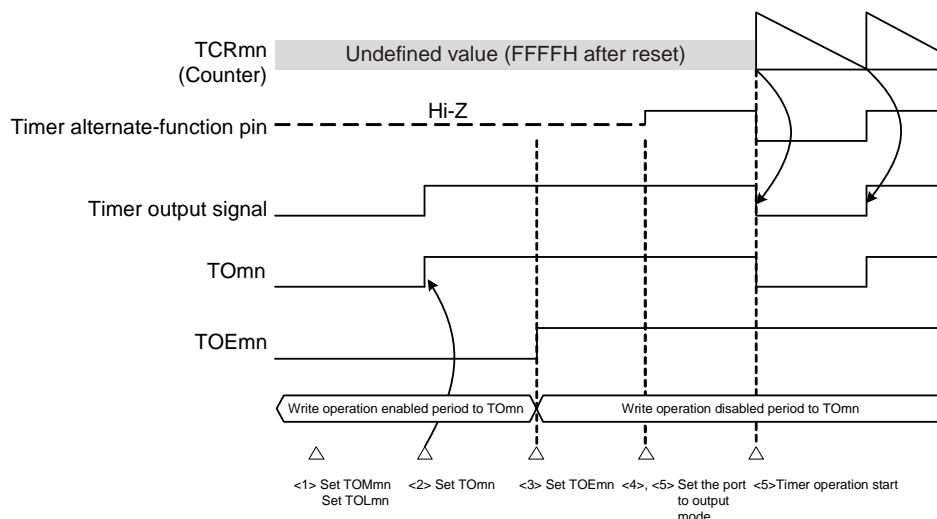 TCRmn
(Counter)
Undefined value (FFFFH after reset)
Timer alternate-function pin
Hi-Z
Timer output signal
TOmn
TOEmn
Write operation enabled period to TOmn
Write operation disabled period to TOmn
<1> Set TOMmn
Set TOLmn
<2> Set TOmn
<3> Set TOEmn
<4>, <5> Set the port
to output
mode
<5>Timer operation start